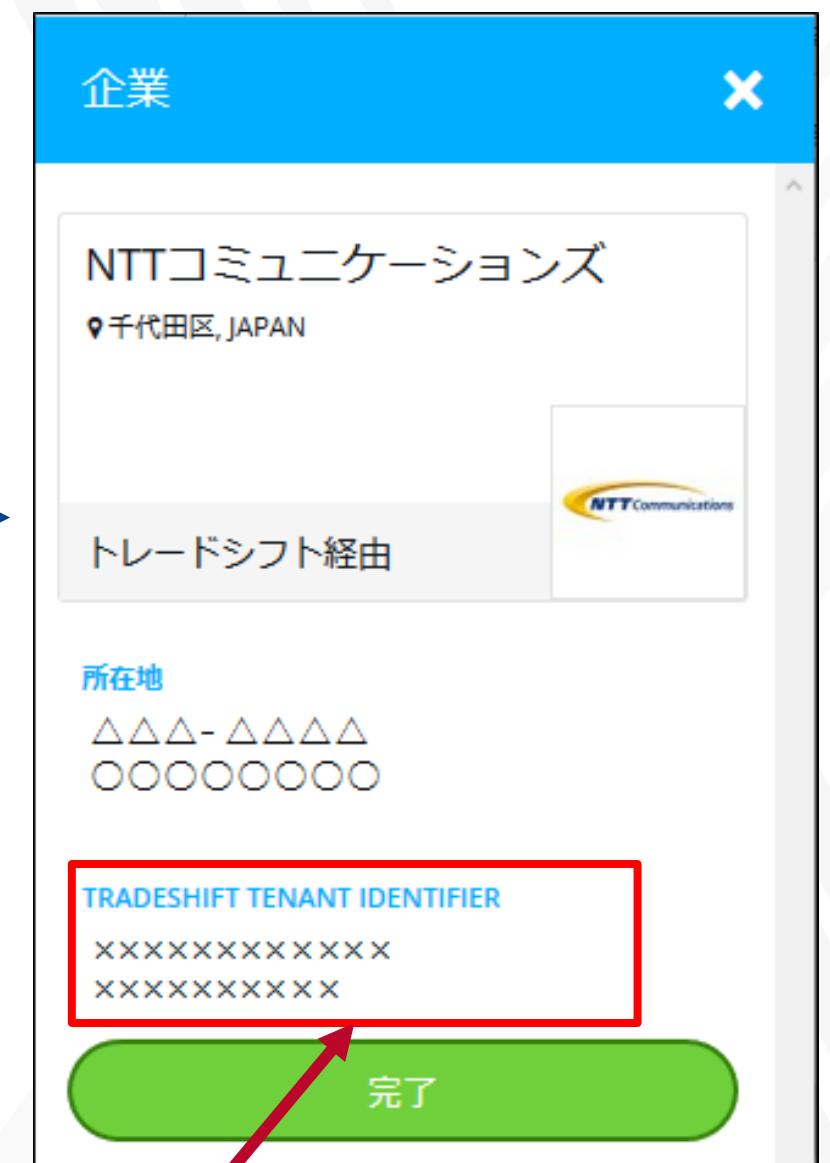 企業
NTTコミュニケーションズ
千代田区, JAPAN
NTT Communications
トレードシフト経由
所在地
△△△-△△△△
○○○○○○○○
TRADESHIFT TENANT IDENTIFIER
××××××××××××
××××××××××
完了